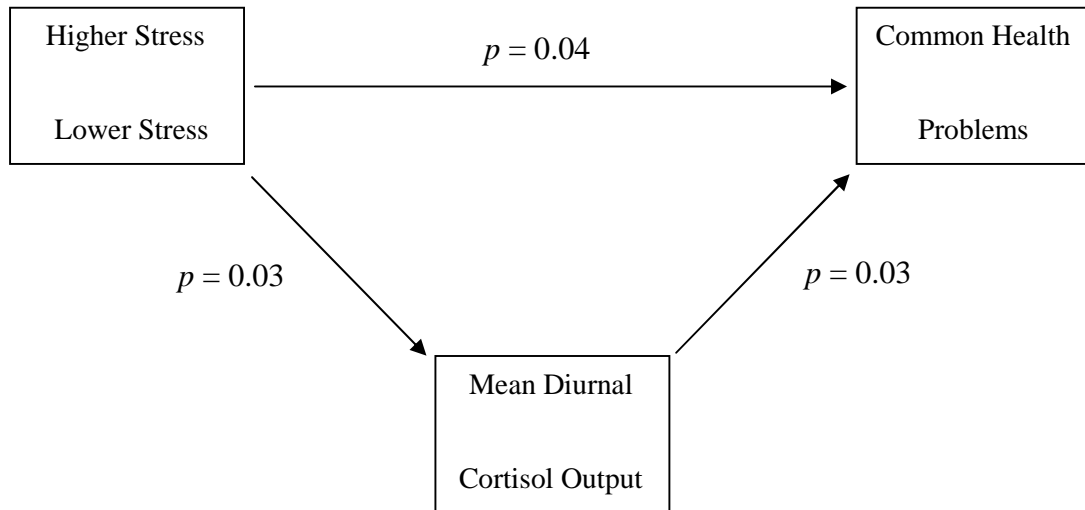 Higher Stress
Lower Stress
p = 0.04
Common Health
Problems
p = 0.03
p = 0.03
Mean Diurnal
Cortisol Output